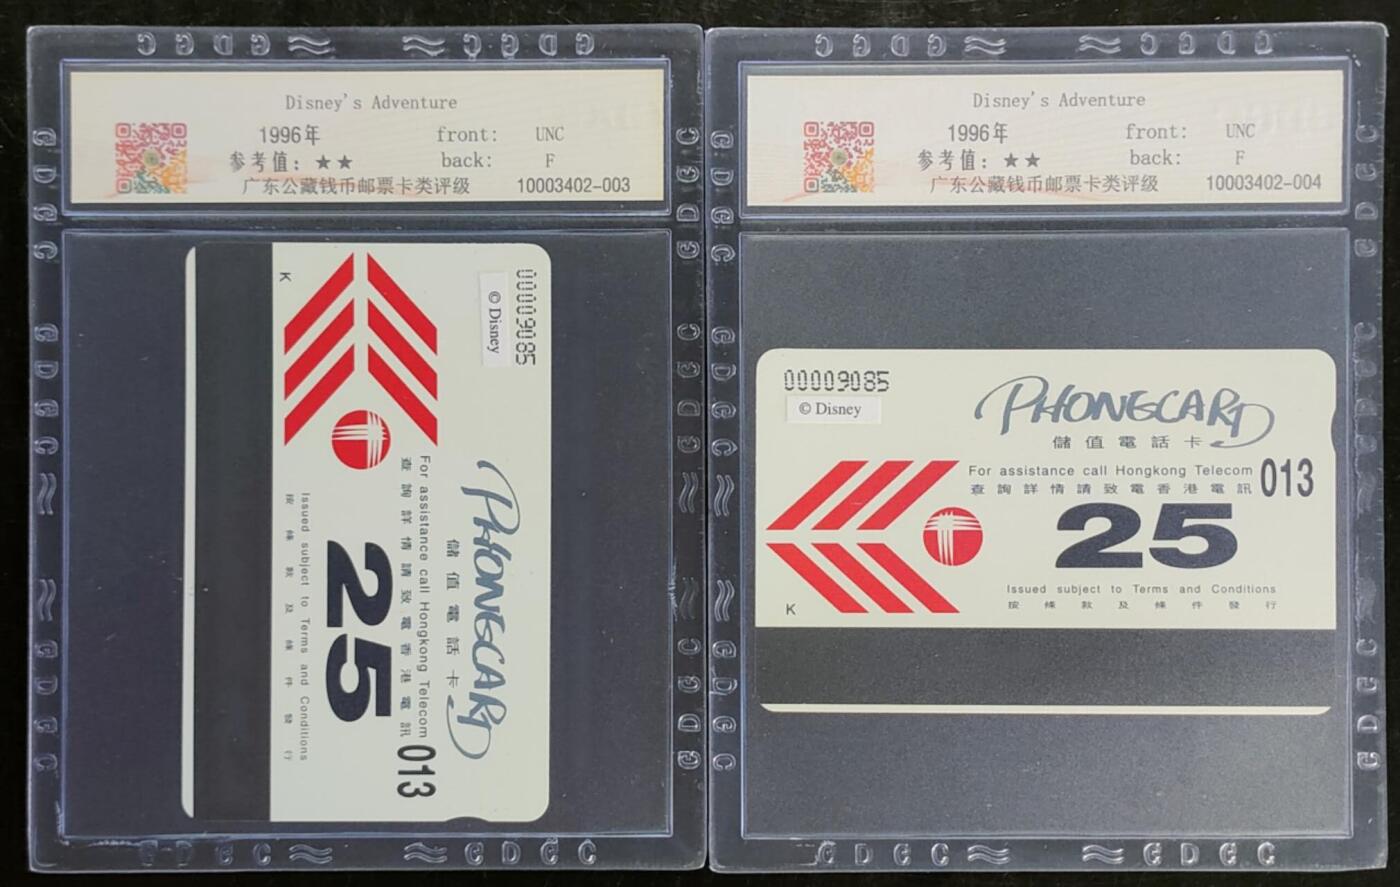 Disney's Adventure
1996年 front: UNC
参考值：★★ back: F
广东公藏钱币邮票卡类评级 10003402-003
00009085
© Disney
PHONECARD
儲值電話卡
For assistance call Hongkong Telecom 013
查詢詳情請致電香港電訊
25
Issued subject to Terms and Conditions
按條款及條件發行
K
Disney's Adventure
1996年 front: UNC
参考值：★★ back: F
广东公藏钱币邮票卡类评级 10003402-004
00009085
© Disney
PHONECARD
儲值電話卡
For assistance call Hongkong Telecom 013
查詢詳情請致電香港電訊
25
Issued subject to Terms and Conditions
按條款及條件發行
K